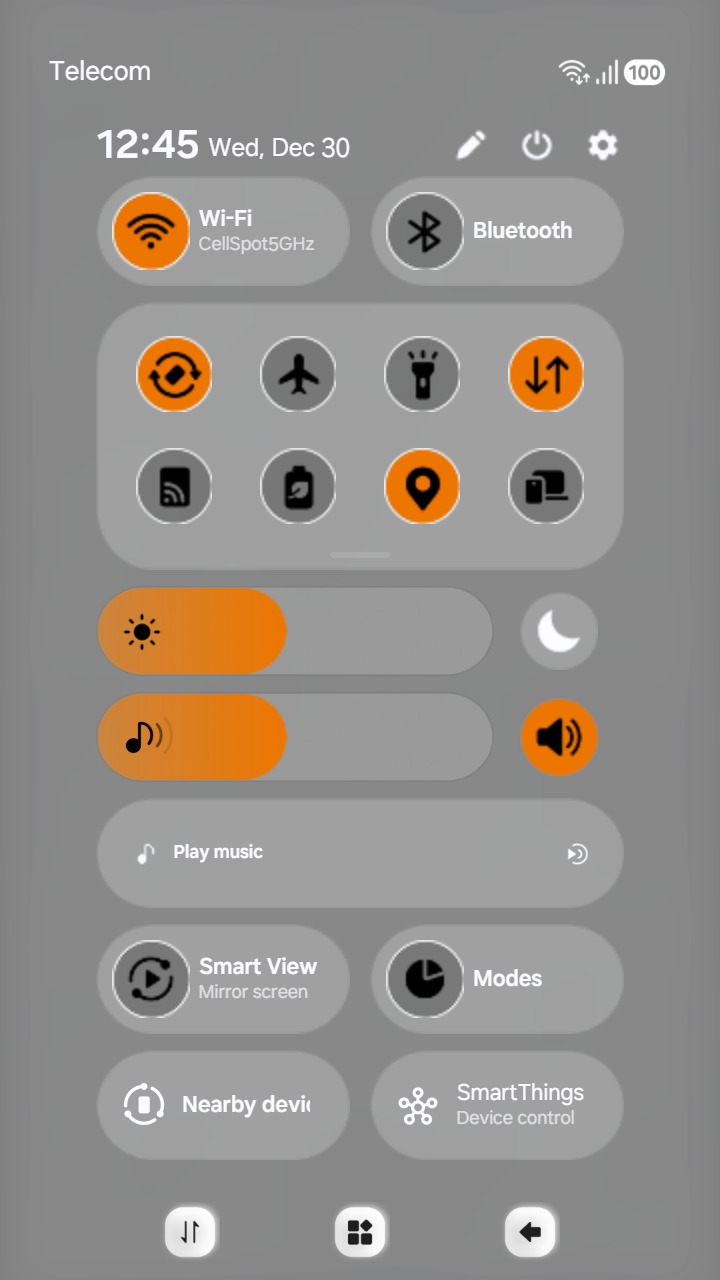 Telecom
100
12:45 Wed, Dec 30
Wi-Fi
CellSpot5GHz
Bluetooth
Play music
Smart View
Mirror screen
Modes
Nearby devic
SmartThings
Device control